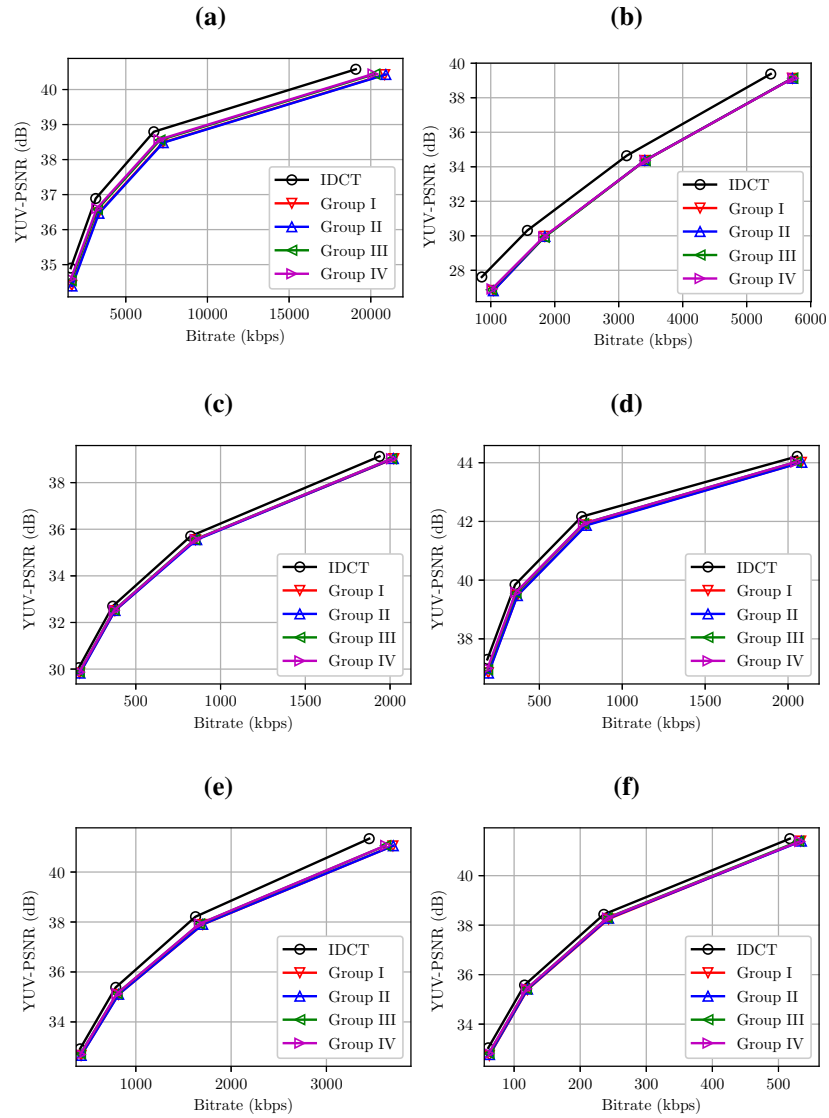 (a)
YUV-PSNR (dB)
40
39
38
37
36
35
5000 10000 15000 20000
Bitrate (kbps)
IDCT
Group I
Group II
Group III
Group IV
(b)
YUV-PSNR (dB)
40
38
36
34
32
30
28
1000 2000 3000 4000 5000 6000
Bitrate (kbps)
IDCT
Group I
Group II
Group III
Group IV
(c)
YUV-PSNR (dB)
38
36
34
32
30
500 1000 1500 2000
Bitrate (kbps)
IDCT
Group I
Group II
Group III
Group IV
(d)
YUV-PSNR (dB)
44
42
40
38
500 1000 1500 2000
Bitrate (kbps)
IDCT
Group I
Group II
Group III
Group IV
(e)
YUV-PSNR (dB)
40
38
36
34
1000 2000 3000
Bitrate (kbps)
IDCT
Group I
Group II
Group III
Group IV
(f)
YUV-PSNR (dB)
40
38
36
34
100 200 300 400 500
Bitrate (kbps)
IDCT
Group I
Group II
Group III
Group IV